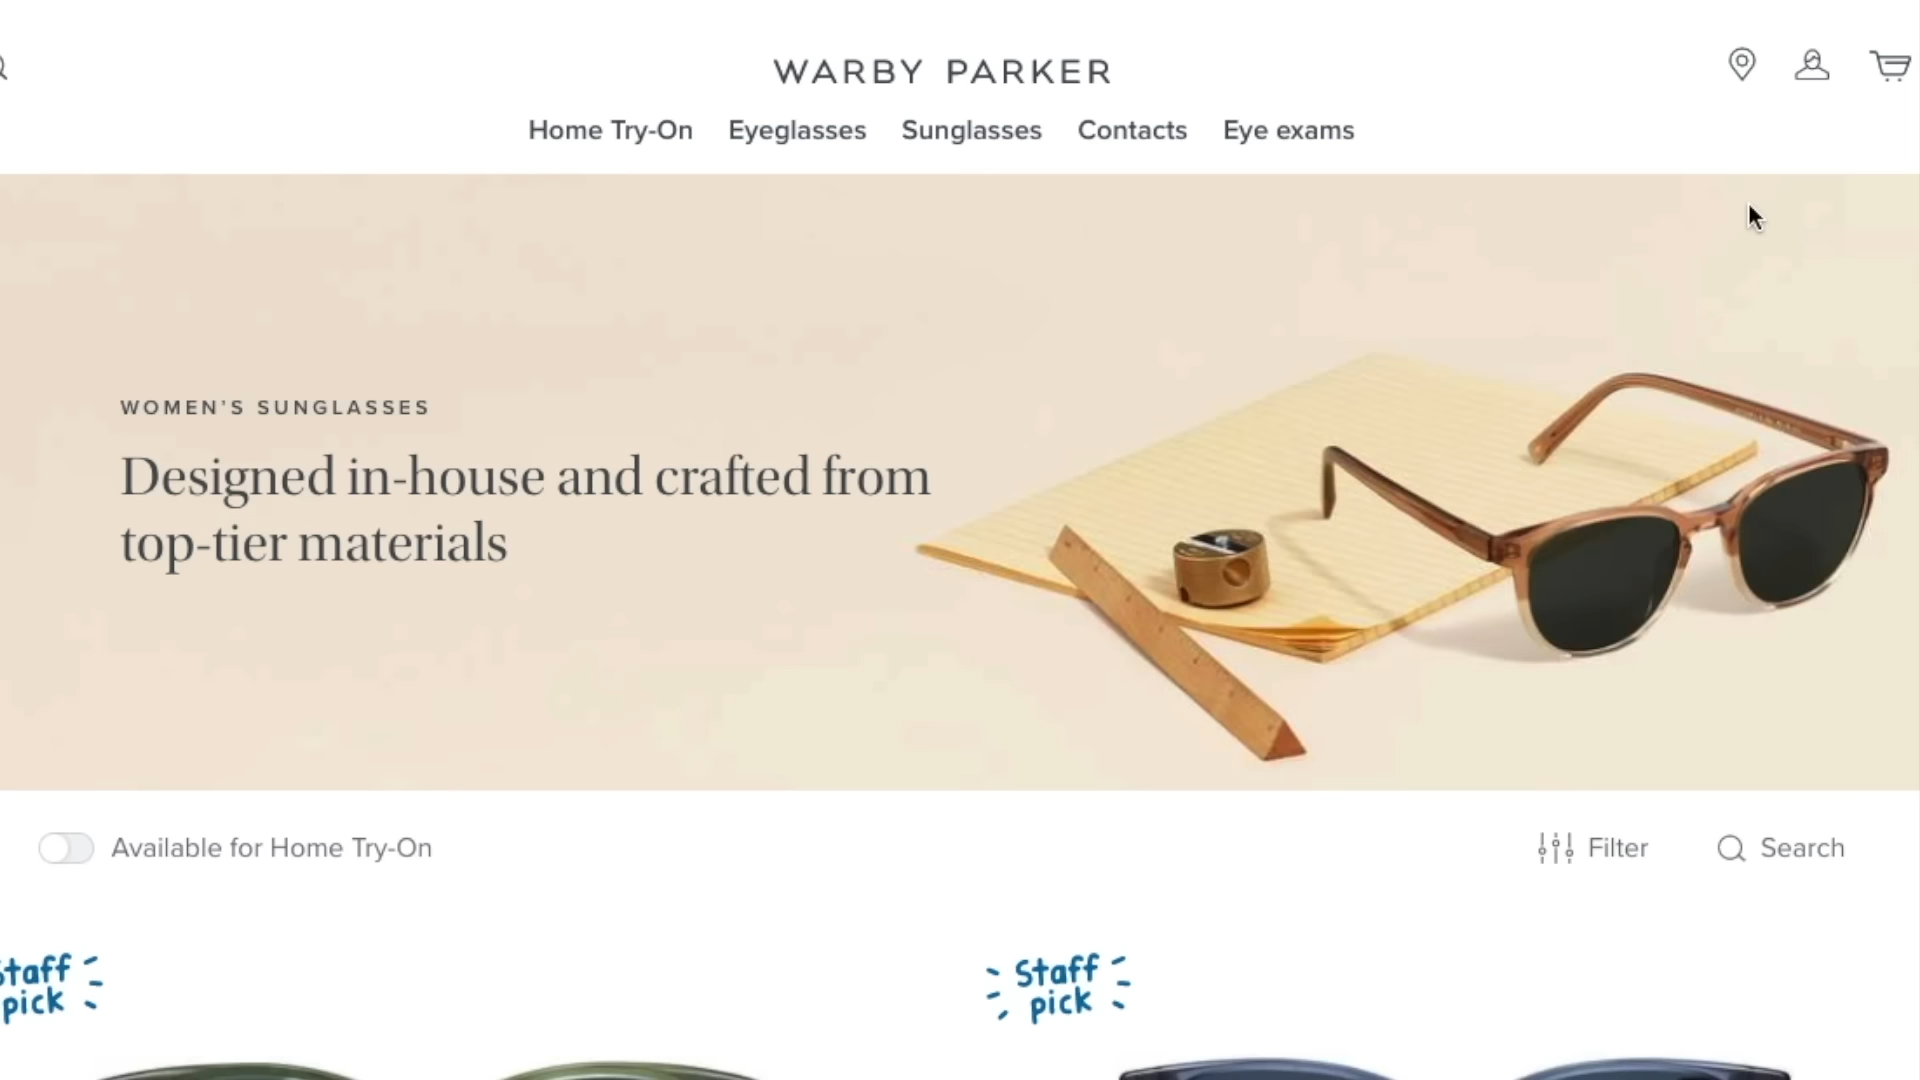 WARBY PARKER
Home Try-On Eyeglasses Sunglasses Contacts Eye exams
WOMEN'S SUNGLASSES
Designed in-house and crafted from
top-tier materials
Available for Home Try-On Filter Search
Staff
pick
Staff
pick